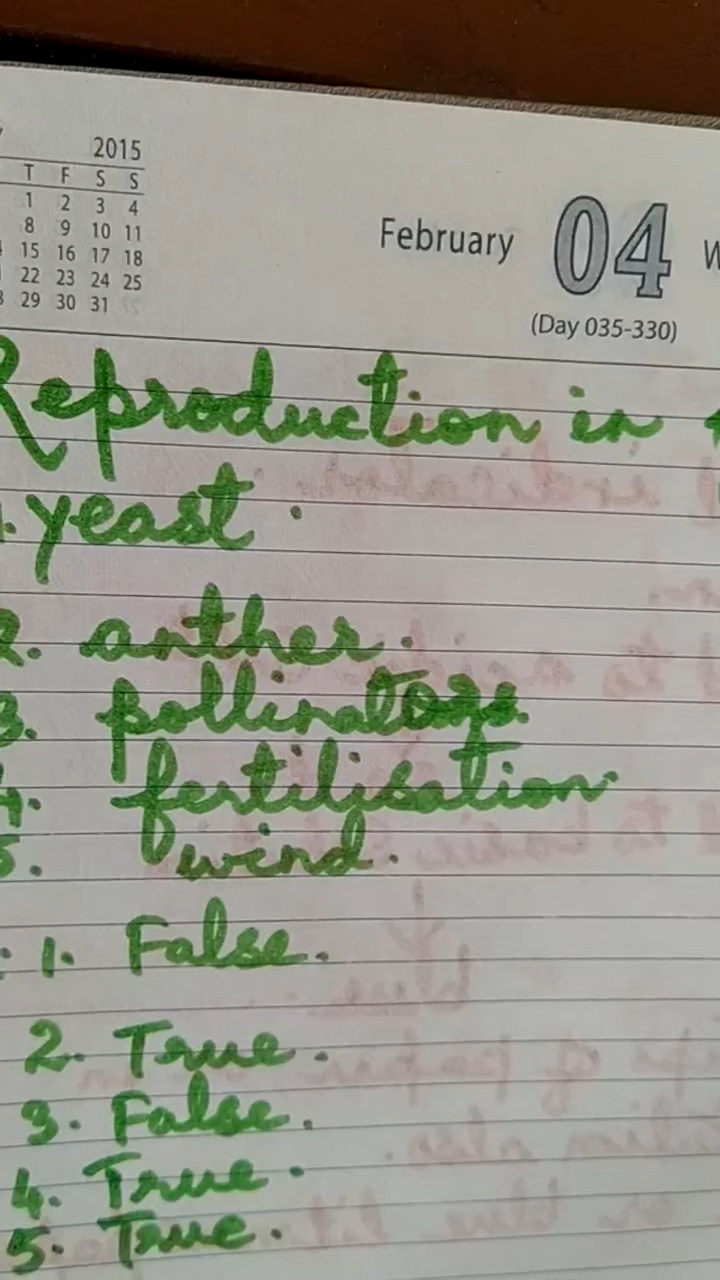 2015
T F S S
1 2 3 4
8 9 10 11
15 16 17 18
22 23 24 25
29 30 31
February 04 W
(Day 035-330)
Reproduction in
1. yeast.
2. anther.
3.
4. fertilisation.
5. wind.
: 1. False.
2. True.
3. False.
4. True.
5. True.